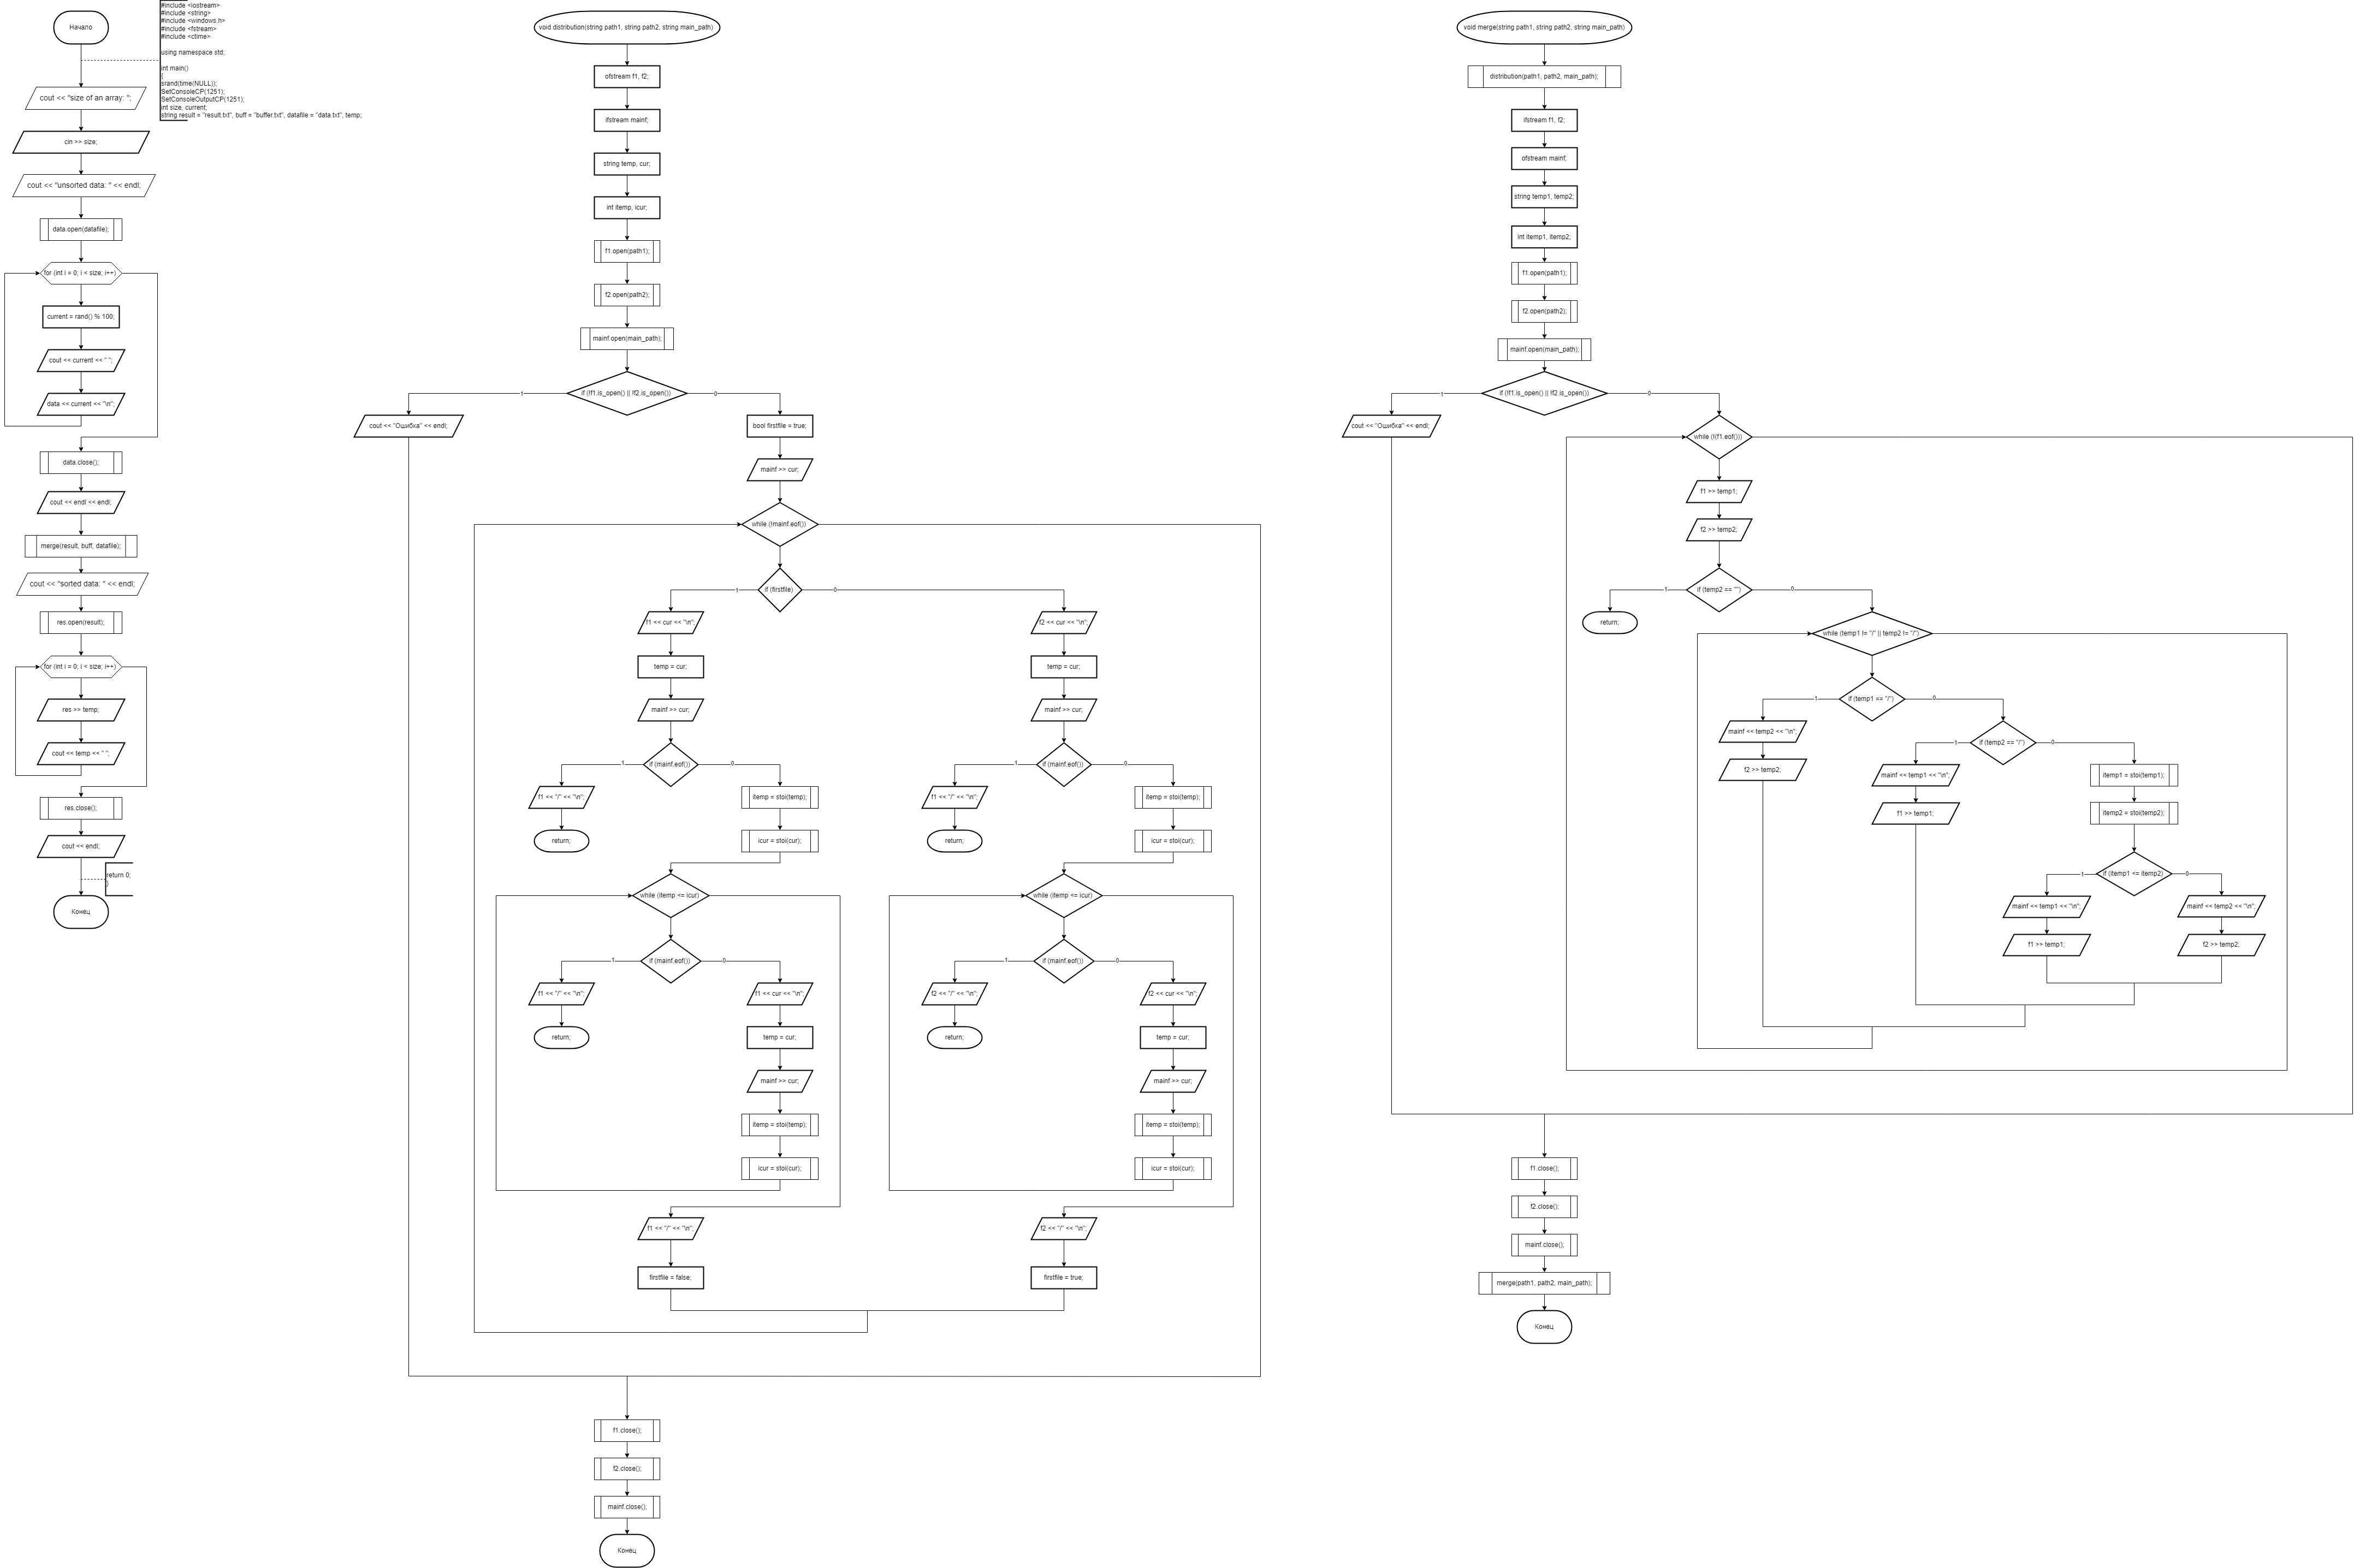 Начало
#include <iostream>
#include <string>
#include <windows.h>
#include <fstream>
#include <ctime>
using namespace std;
int main()
{
srand(time(NULL));
SetConsoleCP(1251);
SetConsoleOutputCP(1251);
int size, current;
string result = "result.txt", buff = "buffer.txt", datafile = "data.txt", temp;
cout << "size of an array: ";
cin >> size;
cout << "unsorted data: " << endl;
data.open(datafile);
for (int i = 0; i < size; i++)
current = rand() % 100;
cout << current << " ";
data << current << "\n";
data.close();
cout << endl << endl;
merge(result, buff, datafile);
cout << "sorted data: " << endl;
res.open(result);
for (int i = 0; i < size; i++)
res >> temp;
cout << temp << " ";
res.close();
cout << endl;
return 0;
}
Конец
void distribution(string path1, string path2, string main_path)
ofstream f1, f2;
ifstream mainf;
string temp, cur;
int itemp, icur;
f1.open(path1);
f2.open(path2);
mainf.open(main_path);
if (!f1.is_open() || !f2.is_open())
1
0
cout << "Ошибка" << endl;
bool firstfile = true;
mainf >> cur;
while (!mainf.eof())
if (firstfile)
1
0
f1 << cur << "\n";
temp = cur;
mainf >> cur;
if (mainf.eof())
1
0
f1 << "/" << "\n";
return;
itemp = stoi(temp);
icur = stoi(cur);
while (itemp <= icur)
if (mainf.eof())
1
0
f1 << "/" << "\n";
return;
f1 << cur << "\n";
temp = cur;
mainf >> cur;
itemp = stoi(temp);
icur = stoi(cur);
f1 << "/" << "\n";
firstfile = false;
f2 << cur << "\n";
temp = cur;
mainf >> cur;
if (mainf.eof())
1
0
f1 << "/" << "\n";
return;
itemp = stoi(temp);
icur = stoi(cur);
while (itemp <= icur)
if (mainf.eof())
1
0
f2 << "/" << "\n";
return;
f2 << cur << "\n";
temp = cur;
mainf >> cur;
itemp = stoi(temp);
icur = stoi(cur);
f2 << "/" << "\n";
firstfile = true;
f1.close();
f2.close();
mainf.close();
Конец
void merge(string path1, string path2, string main_path)
distribution(path1, path2, main_path);
ifstream f1, f2;
ofstream mainf;
string temp1, temp2;
int itemp1, itemp2;
f1.open(path1);
f2.open(path2);
mainf.open(main_path);
if (!f1.is_open() || !f2.is_open())
1
0
cout << "Ошибка" << endl;
while (!(f1.eof()))
f1 >> temp1;
f2 >> temp2;
if (temp2 == "")
1
0
return;
while (temp1 != "/" || temp2 != "/")
if (temp1 == "/")
1
0
mainf << temp2 << "\n";
f2 >> temp2;
if (temp2 == "/")
1
0
mainf << temp1 << "\n";
f1 >> temp1;
itemp1 = stoi(temp1);
itemp2 = stoi(temp2);
if (itemp1 <= itemp2)
1
0
mainf << temp1 << "\n";
f1 >> temp1;
mainf << temp2 << "\n";
f2 >> temp2;
f1.close();
f2.close();
mainf.close();
merge(path1, path2, main_path);
Конец